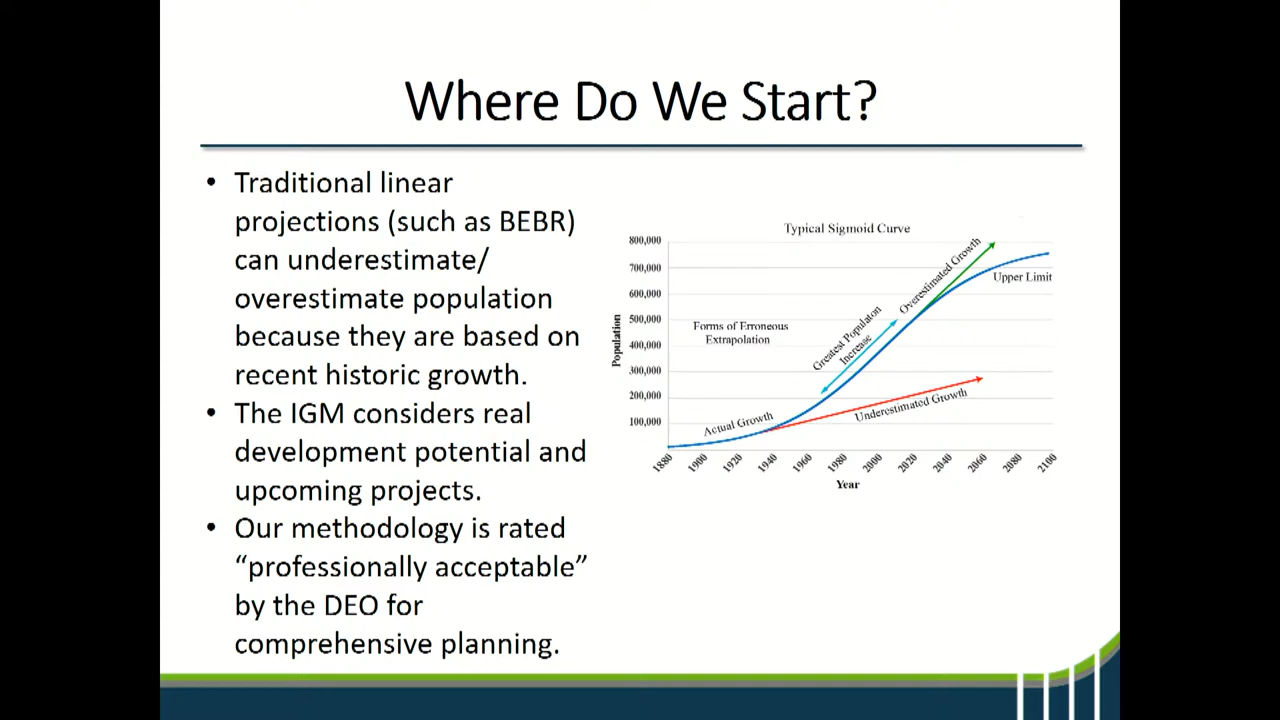 Where Do We Start?
• Traditional linear
projections (such as BEBR)
can underestimate/
overestimate population
because they are based on
recent historic growth.
• The IGM considers real
development potential and
upcoming projects.
• Our methodology is rated
“professionally acceptable”
by the DEO for
comprehensive planning.
Typical Sigmoid Curve
800,000
700,000
600,000
500,000
400,000
300,000
200,000
100,000
Population
Forms of Erroneous
Extrapolation
Actual Growth
Greatest Populaton
Increase
Overestimated Growth
Upper Limit
Underestimated Growth
1880 1900 1920 1940 1960 1980 2000 2020 2040 2060 2080 2100
Year